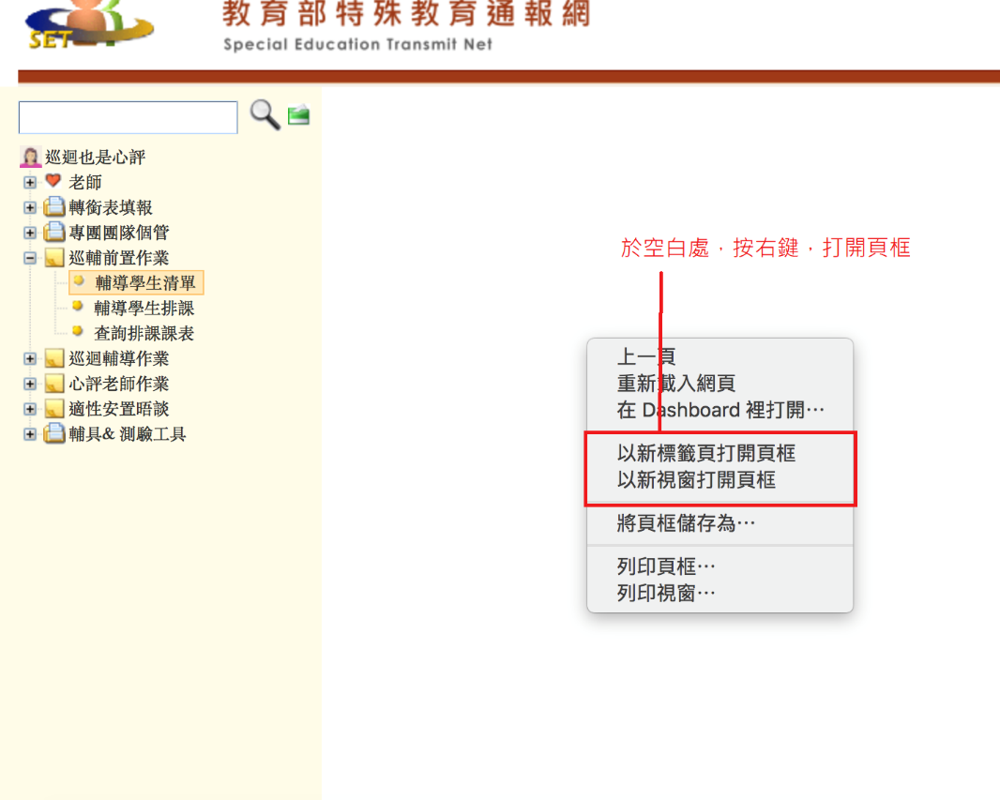 教育部特殊教育通報網
SET
Special Education Transmit Net
巡迴也是心評
老師
轉銜表填報
專團團隊個管
巡輔前置作業
輔導學生清單
輔導學生排課
查詢排課課表
巡迴輔導作業
心評老師作業
適性安置晤談
輔具& 測驗工具
於空白處，按右鍵，打開頁框
上一頁
重新載入網頁
在 Dashboard 裡打開⋯
以新標籤頁打開頁框
以新視窗打開頁框
將頁框儲存為⋯
列印頁框⋯
列印視窗⋯